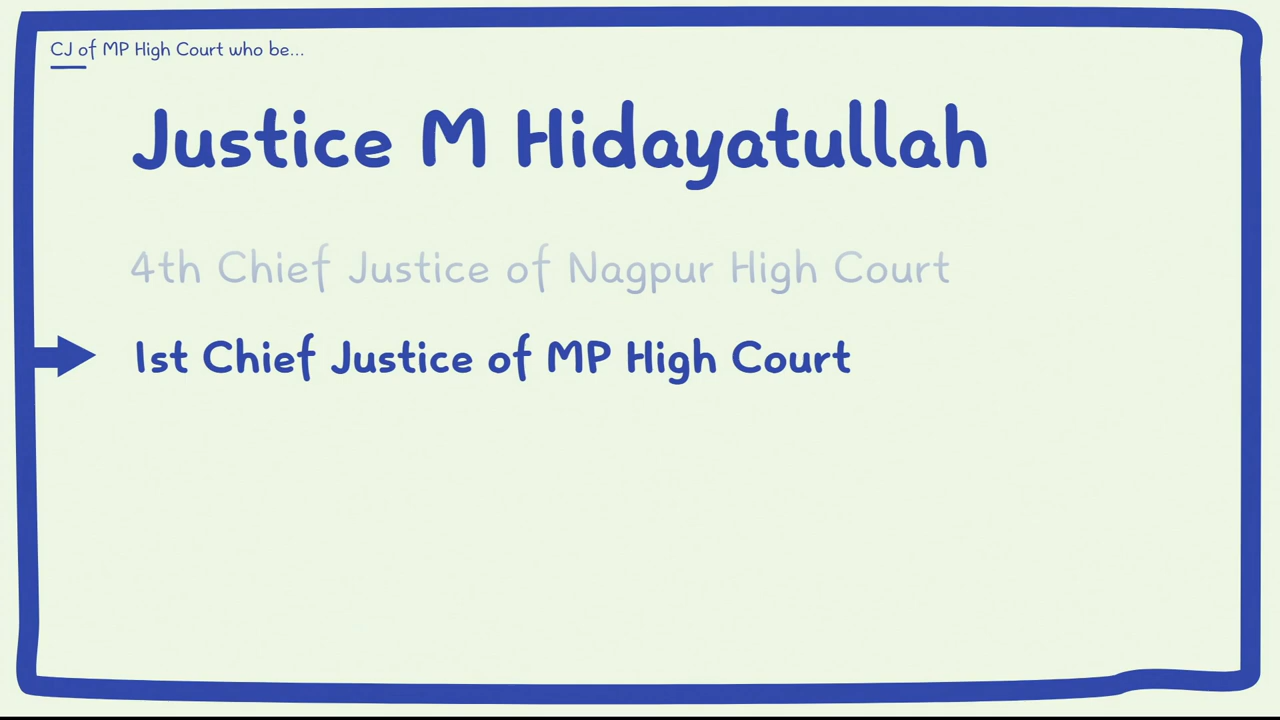 CJ of MP High Court who be...
Justice M Hidayatullah
4th Chief Justice of Nagpur High Court
1st Chief Justice of MP High Court